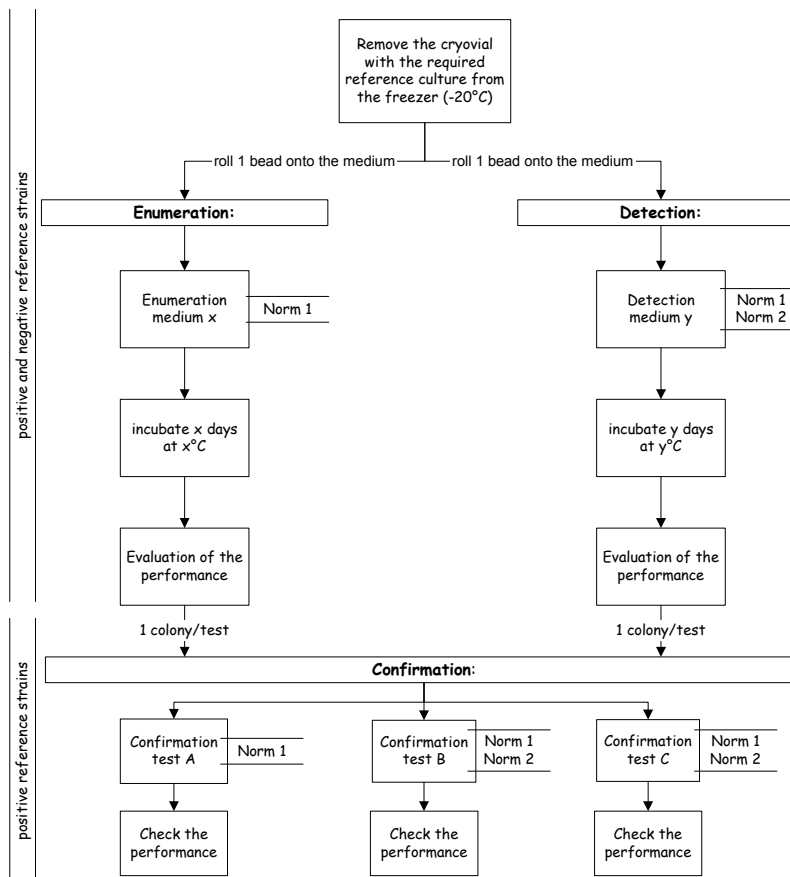 Remove the cryovial
with the required
reference culture from
the freezer (-20°C)
roll 1 bead onto the medium
roll 1 bead onto the medium
Enumeration:
Detection:
Enumeration
medium x
Norm 1
Detection
medium y
Norm 1
Norm 2
incubate x days
at x°C
incubate y days
at y°C
Evaluation of the
performance
Evaluation of the
performance
positive and negative reference strains
1 colony/test
1 colony/test
Confirmation:
Confirmation
test A
Norm 1
Confirmation
test B
Norm 1
Norm 2
Confirmation
test C
Norm 1
Norm 2
Check the
performance
Check the
performance
Check the
performance
positive reference strains